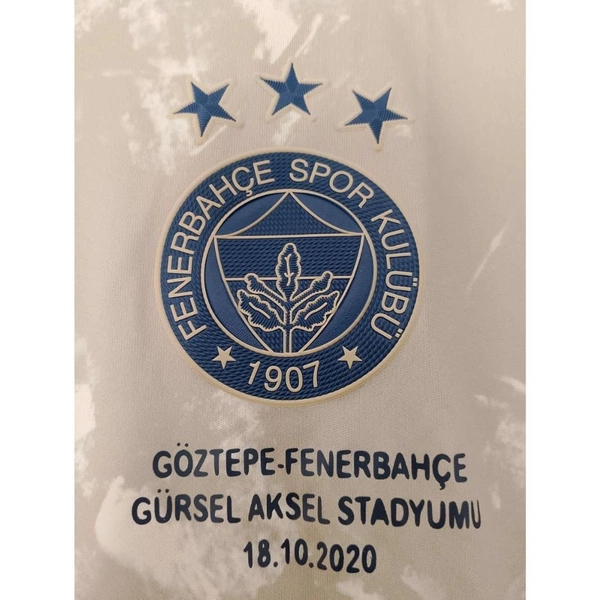 FENERBAHÇE SPOR KULÜBÜ
1907
GÖZTEPE-FENERBAHÇE
GÜRSEL AKSEL STADYUMU
18.10.2020